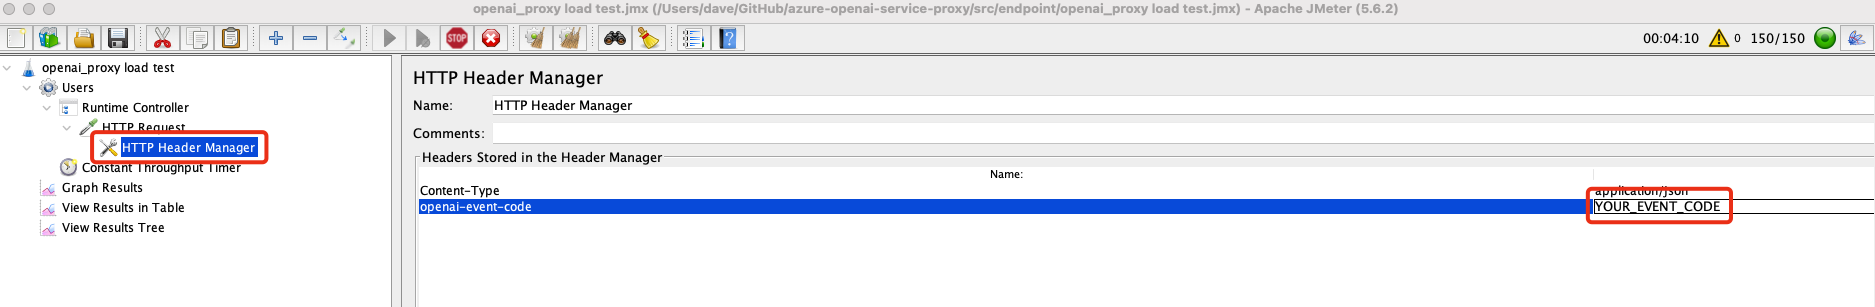 openai_proxy load test.jmx (/Users/dave/GitHub/azure-openai-service-proxy/src/endpoint/openai_proxy load test.jmx) - Apache JMeter (5.6.2)
STOP
?
00:04:10 0 150/150
openai_proxy load test
Users
Runtime Controller
HTTP Request
HTTP Header Manager
Constant Throughput Timer
Graph Results
View Results in Table
View Results Tree
HTTP Header Manager
Name: HTTP Header Manager
Comments:
Headers Stored in the Header Manager
Name:
Content-Type application/json
openai-event-code YOUR_EVENT_CODE